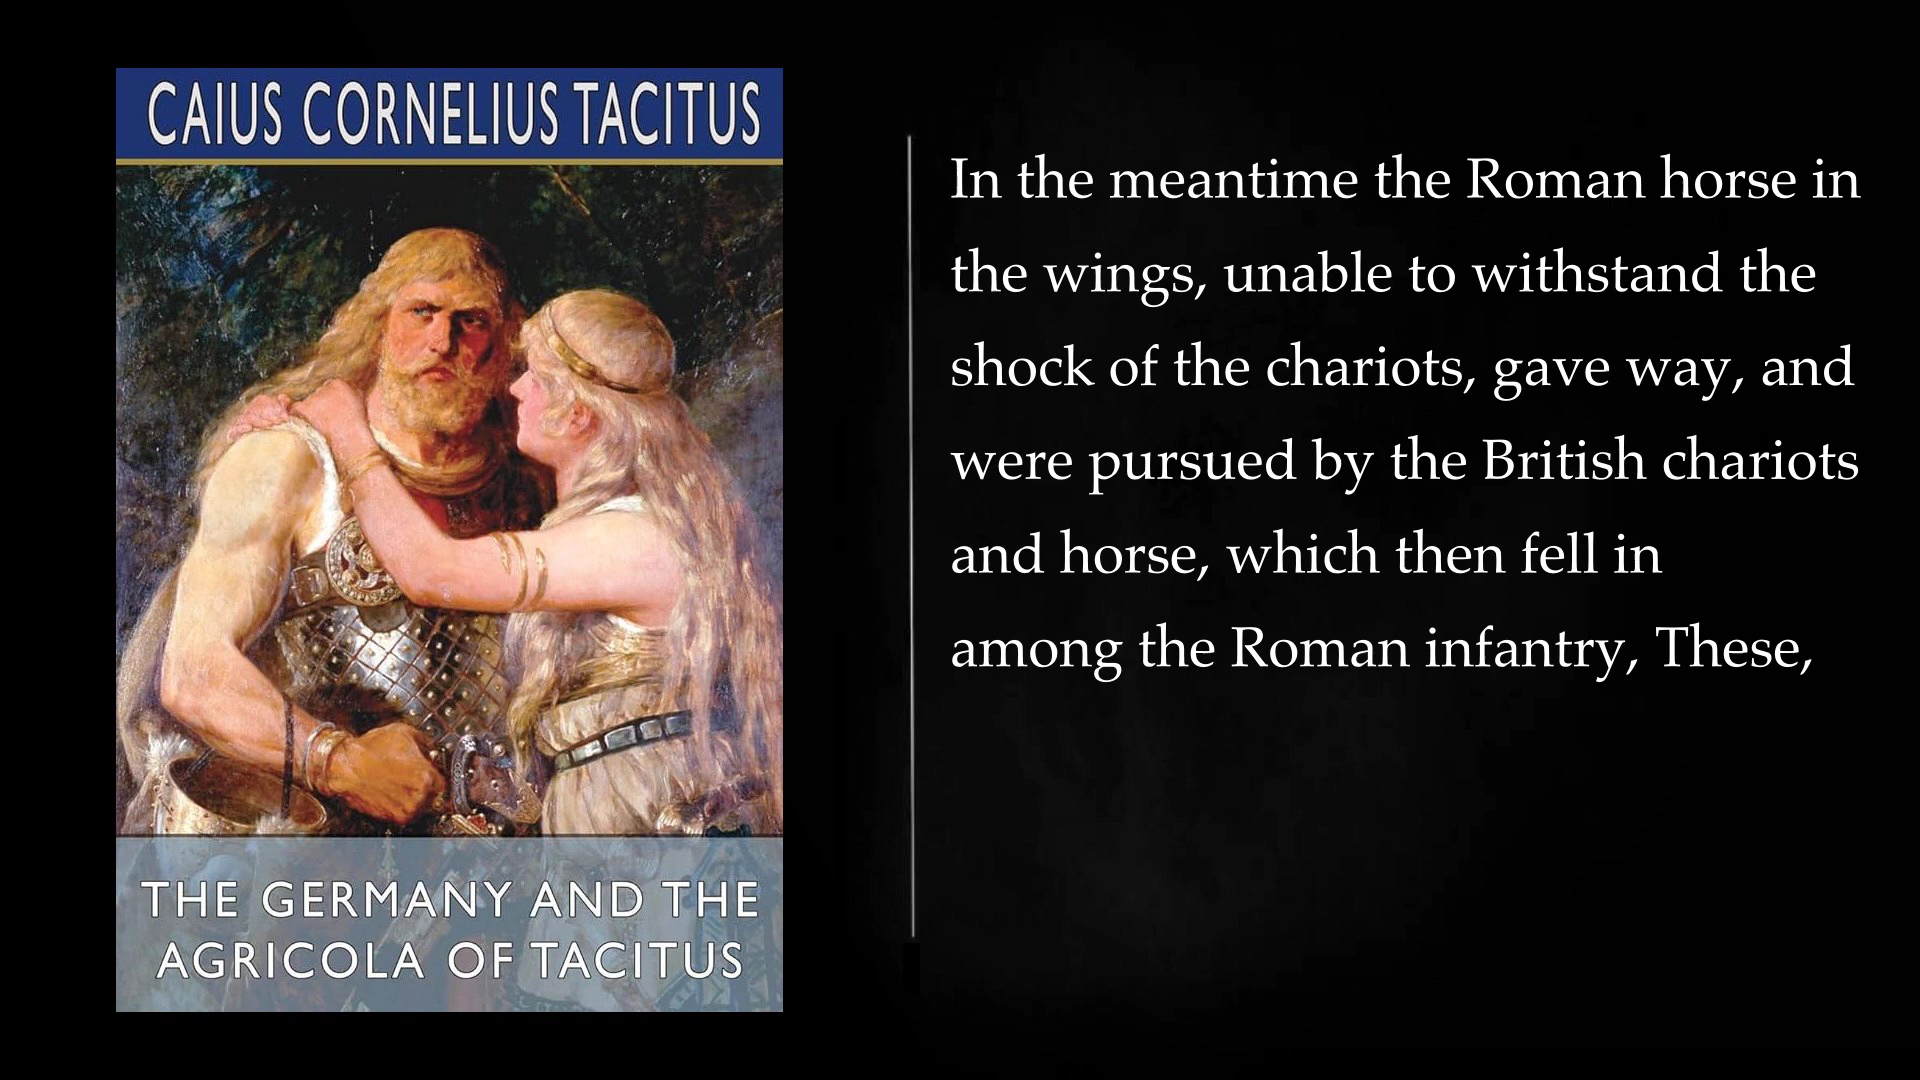 CAIUS CORNELIUS TACITUS
THE GERMANY AND THE
AGRICOLA OF TACITUS
In the meantime the Roman horse in
the wings, unable to withstand the
shock of the chariots, gave way, and
were pursued by the British chariots
and horse, which then fell in
among the Roman infantry, These,